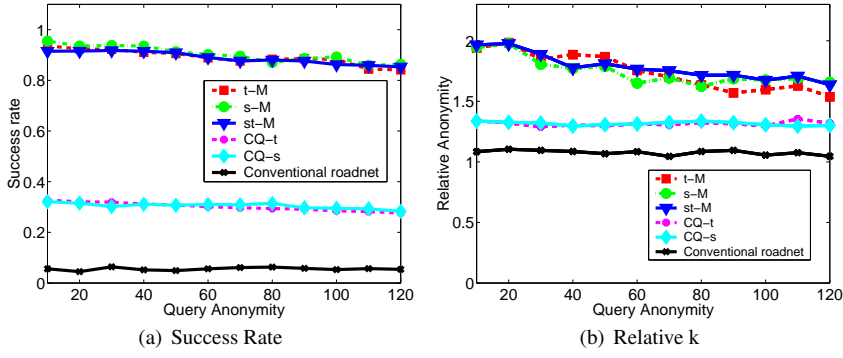 1
0.8
0.6
0.4
0.2
0
20 40 60 80 100 120
Query Anonymity
Success rate
t−M
s−M
st−M
CQ−t
CQ−s
Conventional roadnet
(a) Success Rate
2
1.5
1
0.5
0
20 40 60 80 100 120
Query Anonymity
Relative Anonymity
t−M
s−M
st−M
CQ−t
CQ−s
Conventional roadnet
(b) Relative k